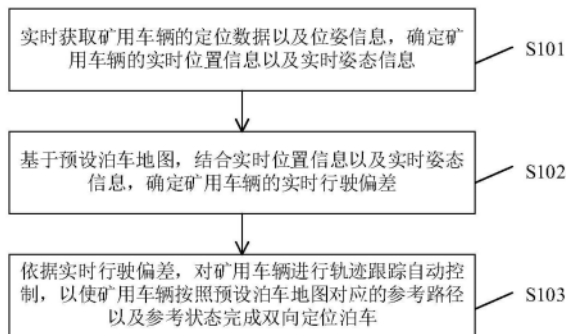 实时获取矿用车辆的定位数据以及位姿信息，确定矿
用车辆的实时位置信息以及实时姿态信息
S101
基于预设泊车地图，结合实时位置信息以及实时姿态
信息，确定矿用车辆的实时行驶偏差
S102
依据实时行驶偏差，对矿用车辆进行轨迹跟踪自动控
制，以使矿用车辆按照预设泊车地图对应的参考路径
以及参考状态完成双向定位泊车
S103